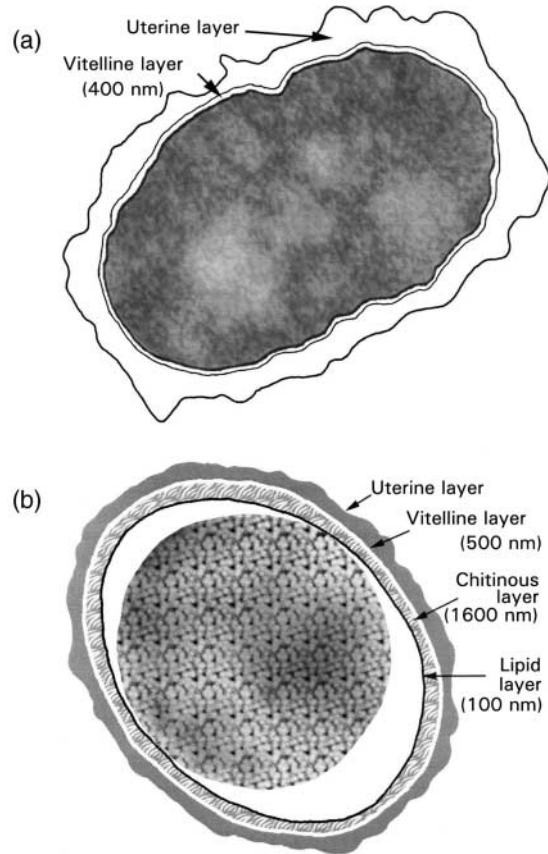 (a)
Uterine layer
Vitelline layer
(400 nm)
(b)
Uterine layer
Vitelline layer
(500 nm)
Chitinous
layer
(1600 nm)
Lipid
layer
(100 nm)